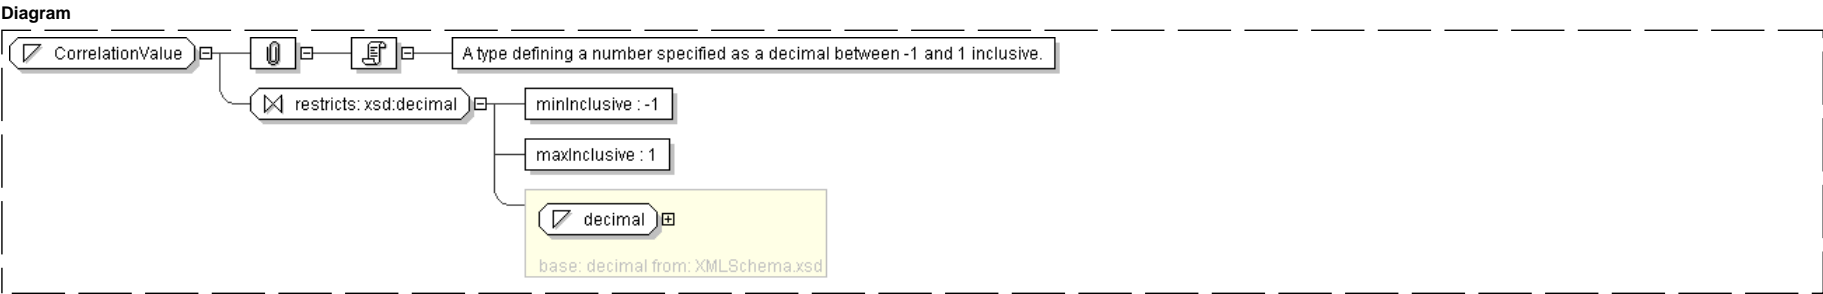 Diagram
CorrelationValue
A type defining a number specified as a decimal between -1 and 1 inclusive.
restricts: xsd:decimal
minInclusive : -1
maxInclusive : 1
decimal
base: decimal from: XMLSchema.xsd